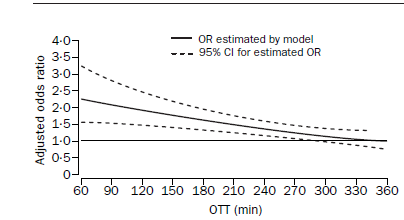 OR estimated by model
95% CI for estimated OR
Adjusted odds ratio
4·0
3·5
3·0
2·5
2·0
1·5
1·0
0·5
0
60 90 120 150 180 210 240 270 300 330 360
OTT (min)